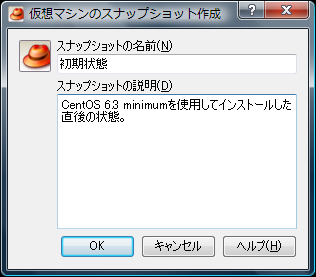 仮想マシンのスナップショット作成
スナップショットの名前(N)
初期状態
スナップショットの説明(D)
CentOS 6.3 minimumを使用してインストールした
直後の状態。
OK
キャンセル
ヘルプ(H)